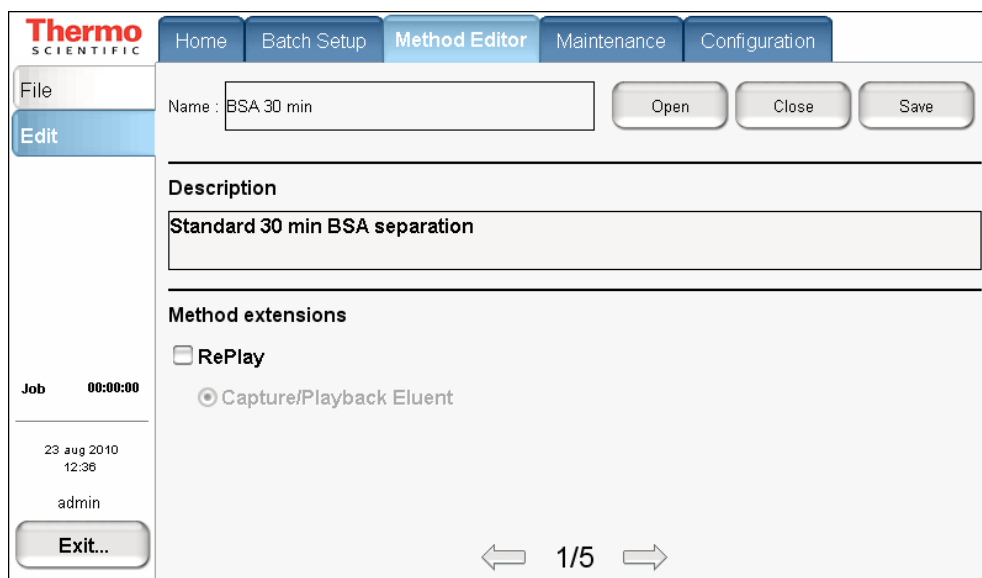 Thermo
SCIENTIFIC
Home
Batch Setup
Method Editor
Maintenance
Configuration
File
Edit
Name : BSA 30 min
Open
Close
Save
Description
Standard 30 min BSA separation
Method extensions
RePlay
Capture/Playback Eluent
Job 00:00:00
23 aug 2010
12:36
admin
Exit...
1/5